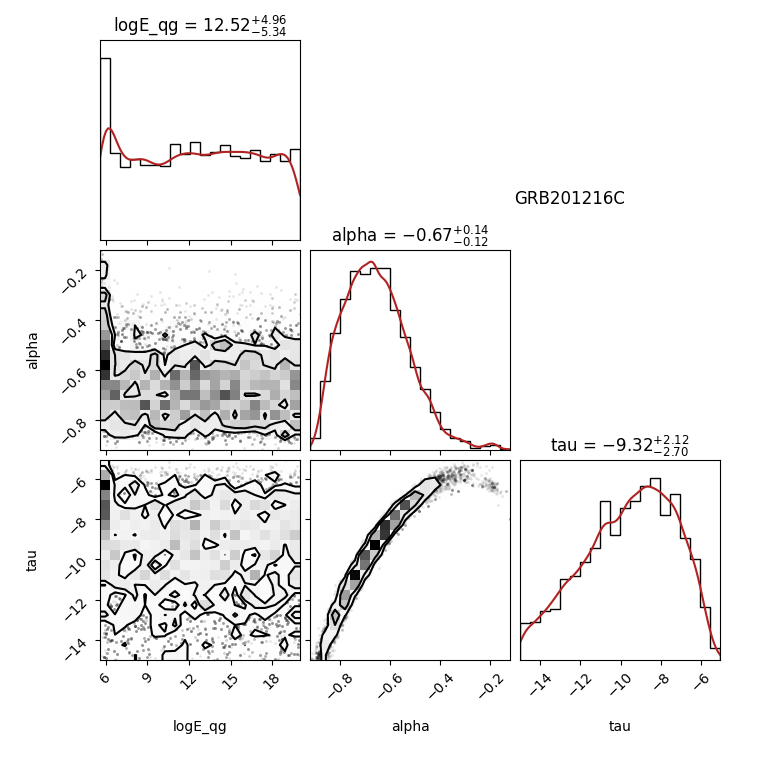 logE_qg = 12.52^{+4.96}_{−5.34}
GRB201216C
alpha = −0.67^{+0.14}_{−0.12}
−0.2
−0.4
−0.6
−0.8
alpha
tau = −9.32^{+2.12}_{−2.70}
−6
−8
−10
−12
−14
tau
6 9 12 15 18
−0.8 −0.6 −0.4 −0.2
−14 −12 −10 −8 −6
logE_qg alpha tau